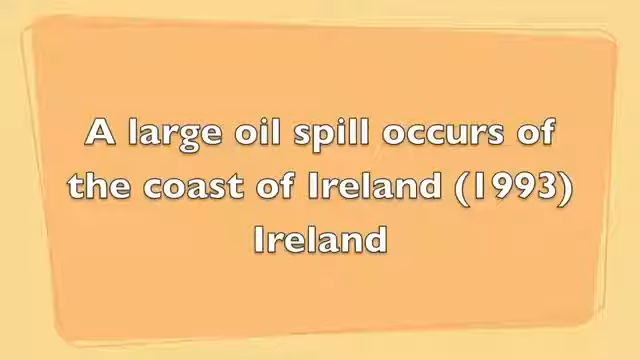 A large oil spill occurs of
the coast of Ireland (1993)
Ireland